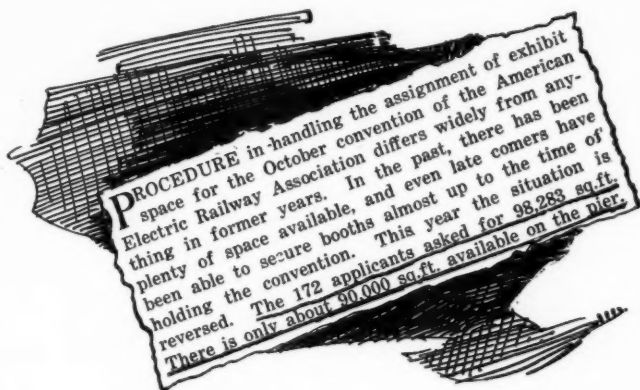 PROCEDURE in handling the assignment of exhibit
space for the October convention of the American
Electric Railway Association differs widely from any-
thing in former years. In the past, there has been
plenty of space available, and even late comers have
been able to secure booths almost up to the time of
holding the convention. This year the situation is
reversed. The 172 applicants asked for 98,283 sq.ft.
There is only about 90,000 sq.ft. available on the pier.